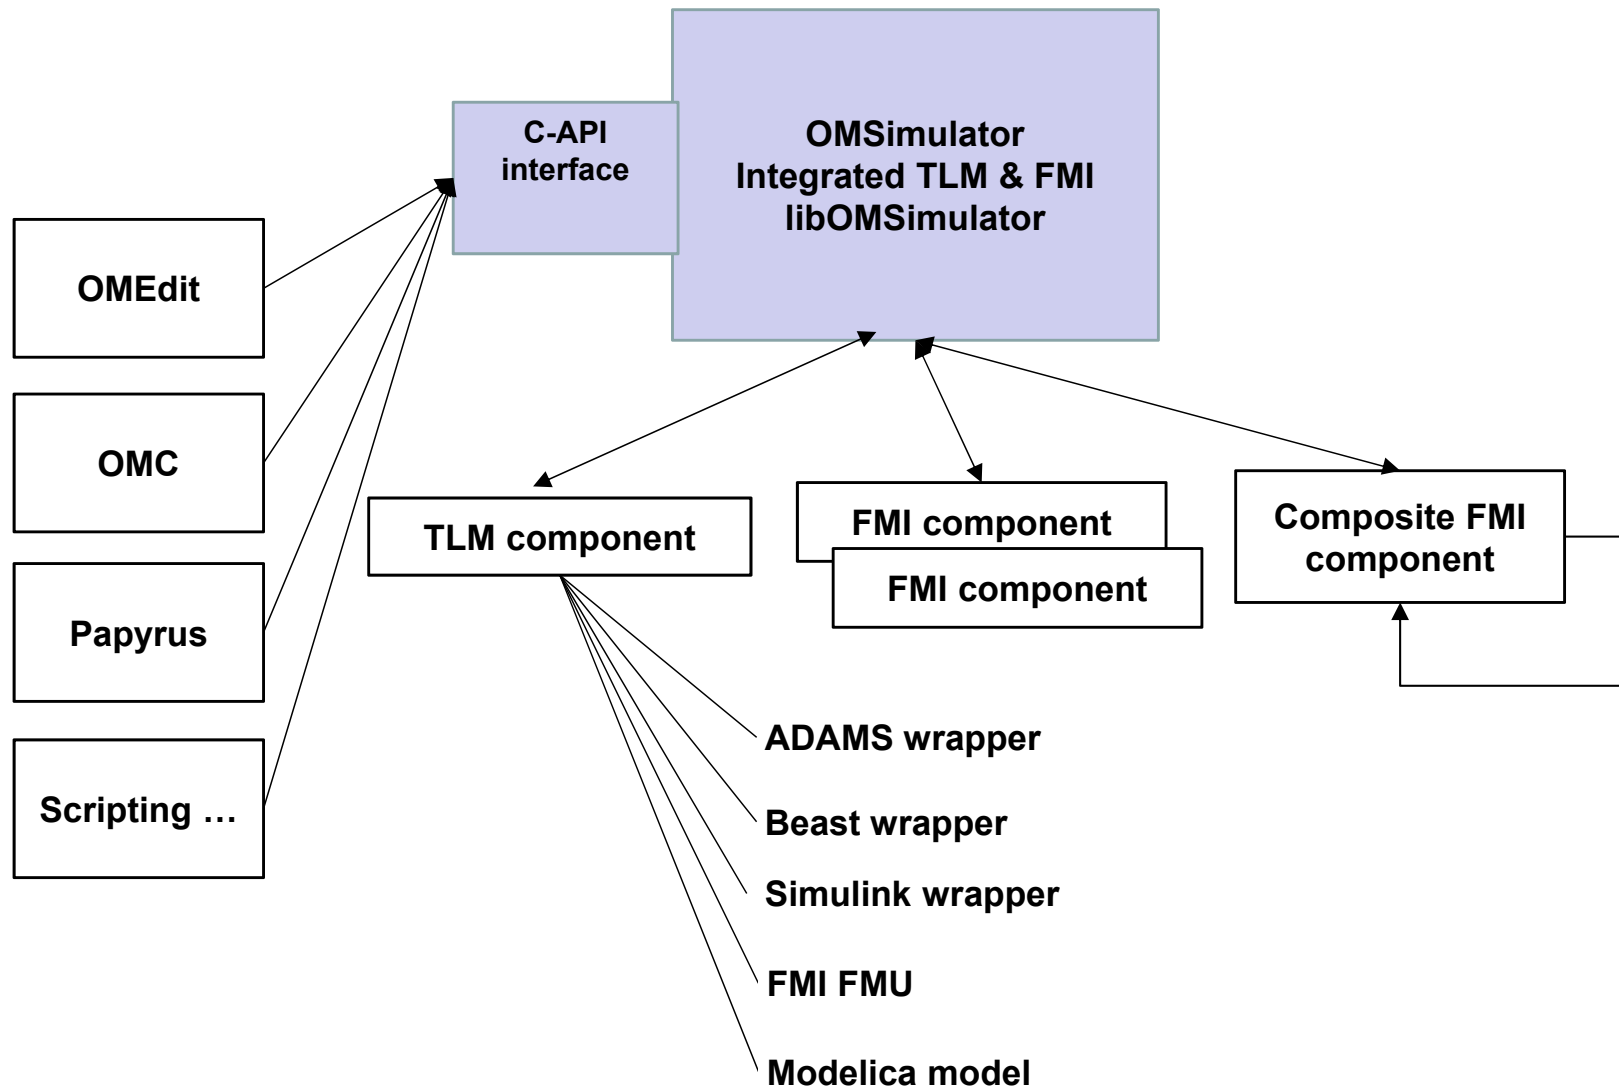 C-API
interface
OMSimulator
Integrated TLM & FMI
libOMSimulator
OMEdit
OMC
Papyrus
Scripting …
TLM component
FMI component
FMI component
Composite FMI
component
ADAMS wrapper
Beast wrapper
Simulink wrapper
FMI FMU
Modelica model